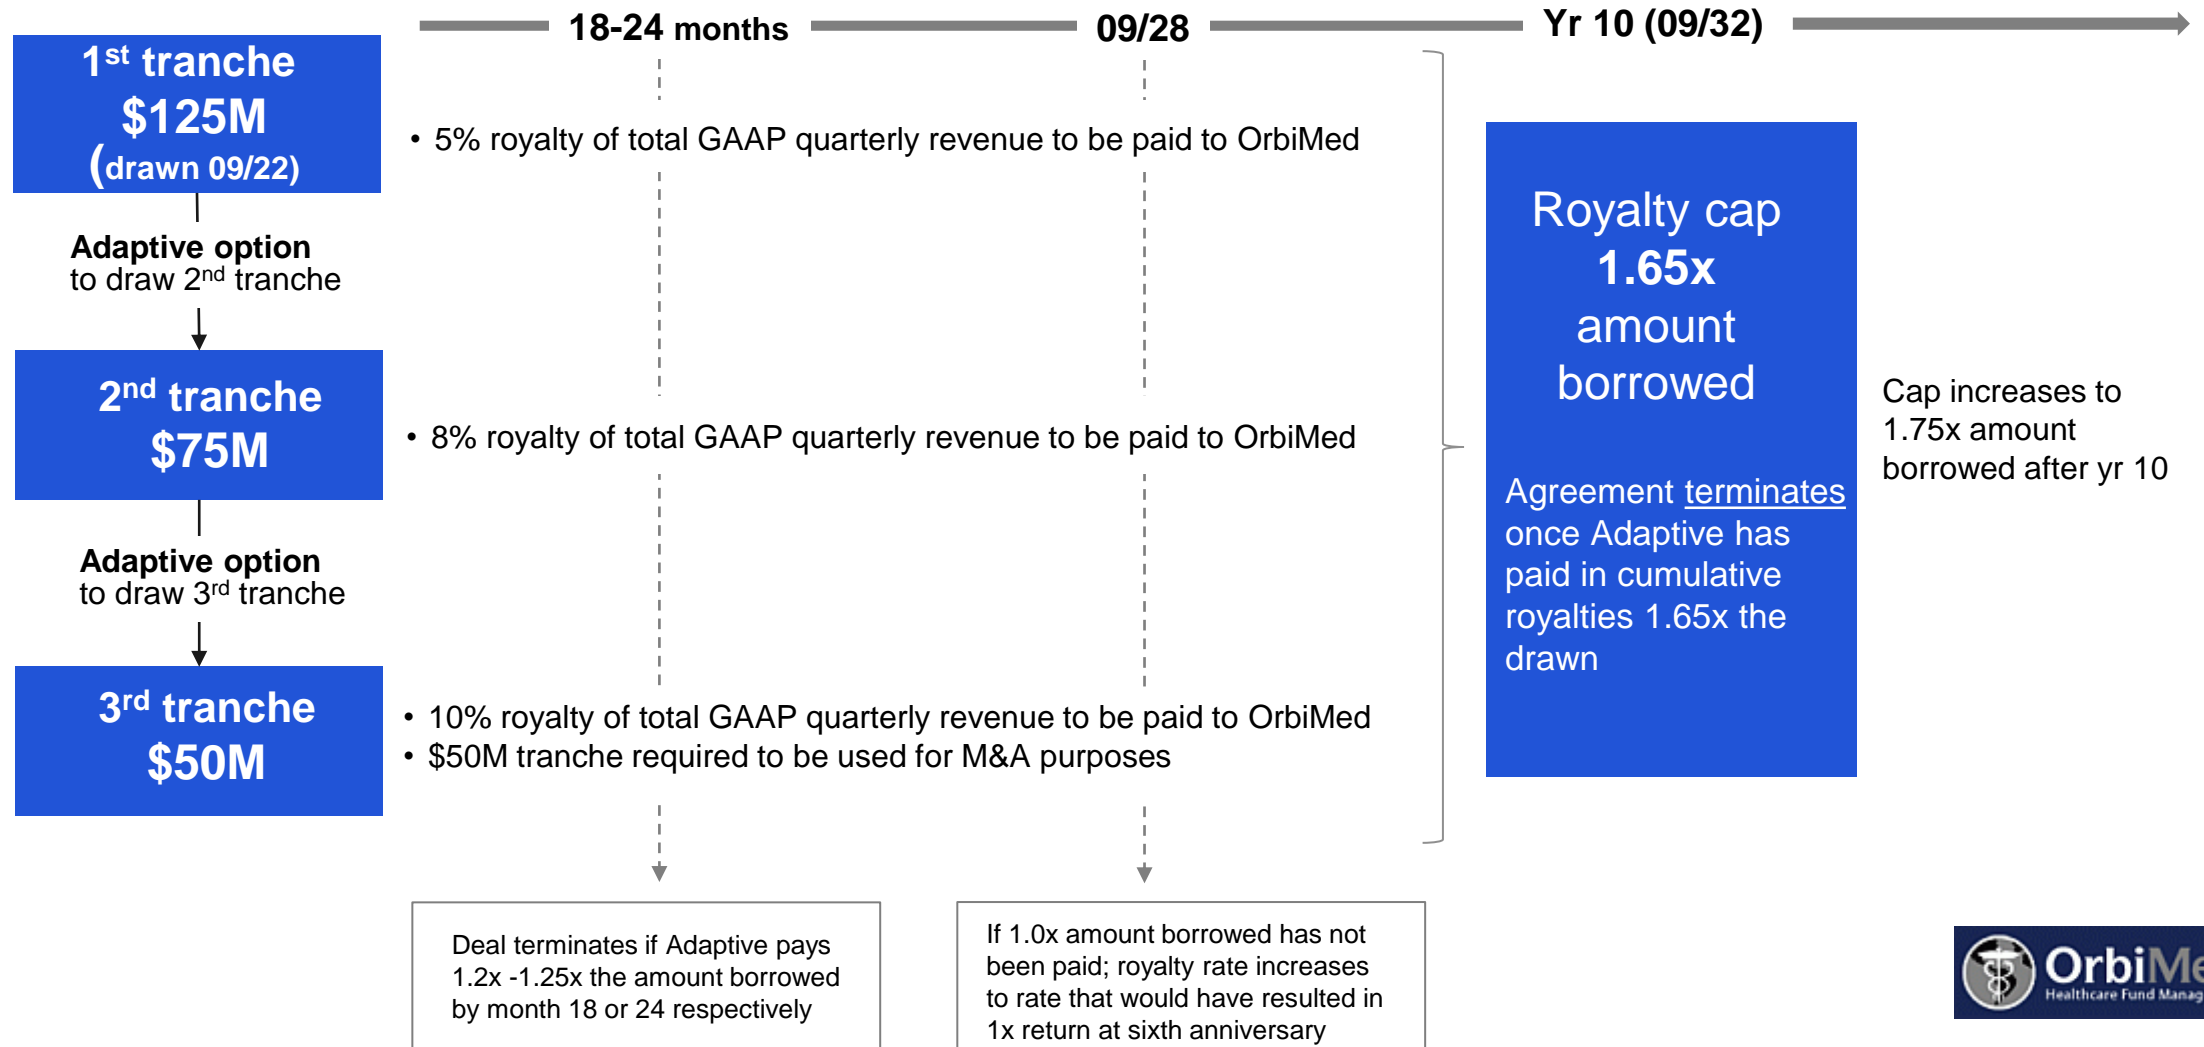 18-24 months
09/28
Yr 10 (09/32)
1st tranche
$125M
(drawn 09/22)
• 5% royalty of total GAAP quarterly revenue to be paid to OrbiMed
Adaptive option
to draw 2nd tranche
2nd tranche
$75M
• 8% royalty of total GAAP quarterly revenue to be paid to OrbiMed
Adaptive option
to draw 3rd tranche
3rd tranche
$50M
• 10% royalty of total GAAP quarterly revenue to be paid to OrbiMed
• $50M tranche required to be used for M&A purposes
Royalty cap
1.65x
amount
borrowed
Agreement terminates
once Adaptive has
paid in cumulative
royalties 1.65x the
drawn
Cap increases to
1.75x amount
borrowed after yr 10
Deal terminates if Adaptive pays
1.2x -1.25x the amount borrowed
by month 18 or 24 respectively
If 1.0x amount borrowed has not
been paid; royalty rate increases
to rate that would have resulted in
1x return at sixth anniversary
OrbiMe
Healthcare Fund Manag